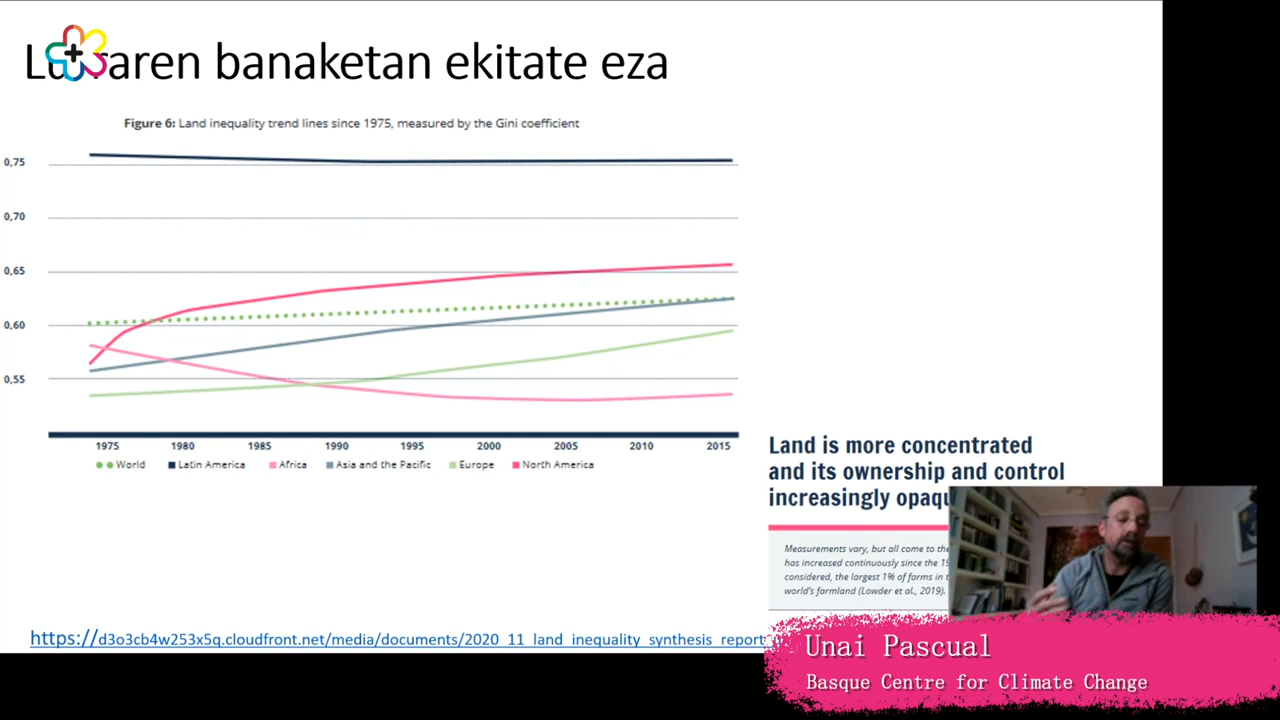 banaketan ekitate eza
Figure 6: Land inequality trend lines since 1975, measured by the Gini coefficient
0,75
0,70
0,65
0,60
0,55
1975 1980 1985 1990 1995 2000 2005 2010 2015
World Latin America Africa Asia and the Pacific Europe North America
Land is more concentrated
and its ownership and control
increasingly
Measurements vary, but all come to the
has increased continuously since the
considered, the largest 1% of farms in
world's farmland (Lowder et al., 2019).
https://d3o3cb4w253x5q.cloudfront.net/media/documents/2020_11_land_inequality_synthesis_report
Unai Pascual
Basque Centre for Climate Change